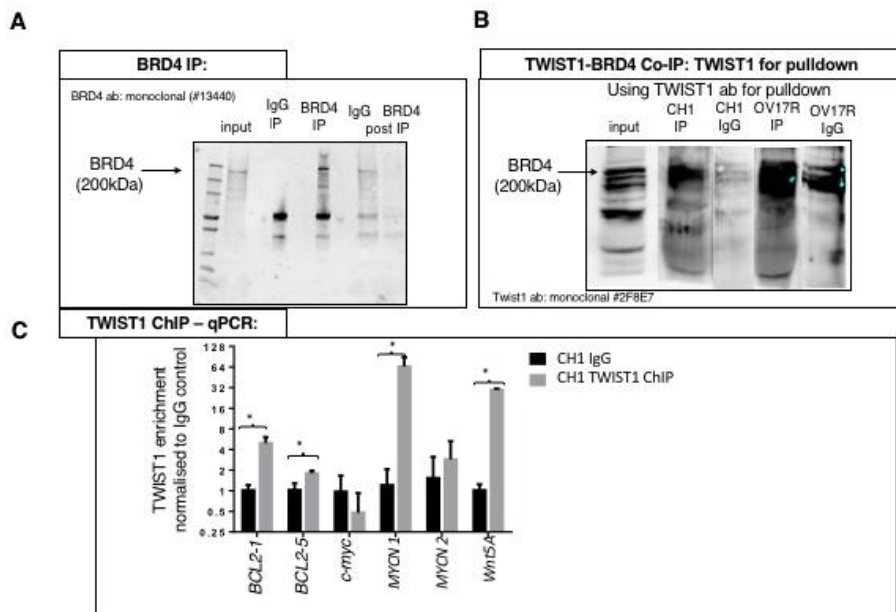 A
BRD4 IP:
BRD4 ab: monoclonal (#13440)
input
IgG
IP
BRD4
IP
IgG BRD4
post IP
BRD4
(200kDa)
B
TWIST1-BRD4 Co-IP: TWIST1 for pulldown
Using TWIST1 ab for pulldown
input
CH1
IP
CH1
IgG
OV17R
IP
OV17R
IgG
BRD4
(200kDa)
Twist1 ab: monoclonal #2F8E7
C
TWIST1 ChIP – qPCR:
TWIST1 enrichment
normalised to IgG control
128
64
32
16
8
4
2
1
0.5
0.25
*
*
*
*
CH1 IgG
CH1 TWIST1 ChIP
BCL2-1
BCL2-5
c-myc
MYCN 1
MYCN 2
Wnt5A